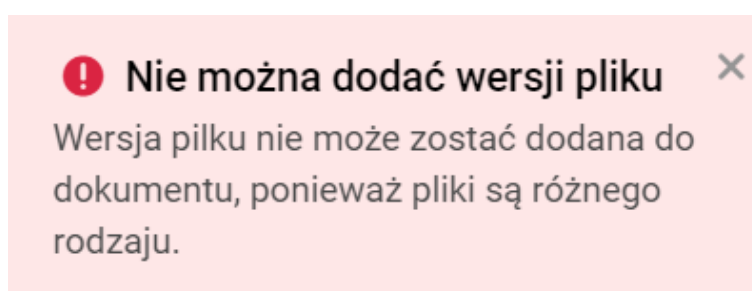 Nie można dodać wersji pliku
Wersja pilku nie może zostać dodana do
dokumentu, ponieważ pliki są różnego
rodzaju.